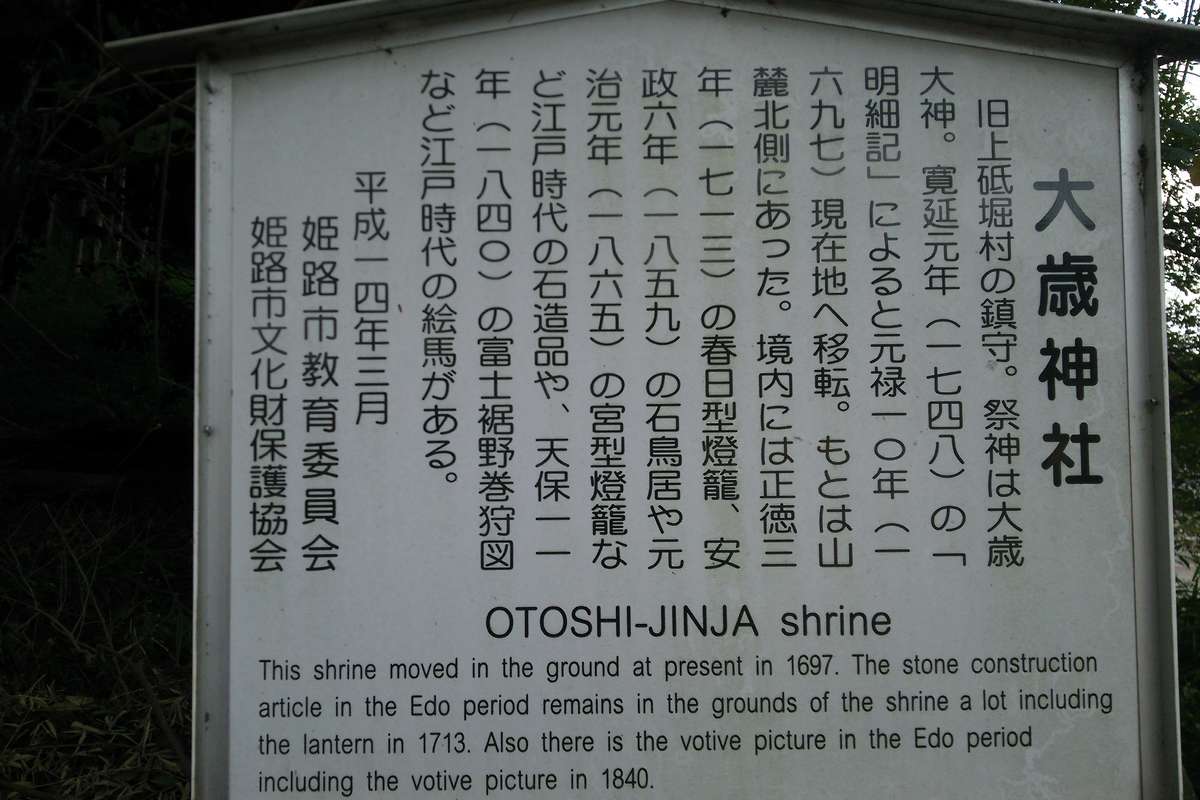 大歳神社
旧上砥堀村の鎮守。祭神は大歳
大神。寛延元年（一七四八）の「
明細記」によると元禄一〇年（一
六九七）現在地へ移転。もとは山
麓北側にあった。境内には正徳三
年（一七一三）の春日型燈籠、安
政六年（一八五九）の石鳥居や元
治元年（一八六五）の宮型燈籠な
ど江戸時代の石造品や、天保一一
年（一八四〇）の富士裾野巻狩図
など江戸時代の絵馬がある。
平成一四年三月
姫路市教育委員会
姫路市文化財保護協会
OTOSHI-JINJA shrine
This shrine moved in the ground at present in 1697. The stone construction
article in the Edo period remains in the grounds of the shrine a lot including
the lantern in 1713. Also there is the votive picture in the Edo period
including the votive picture in 1840.